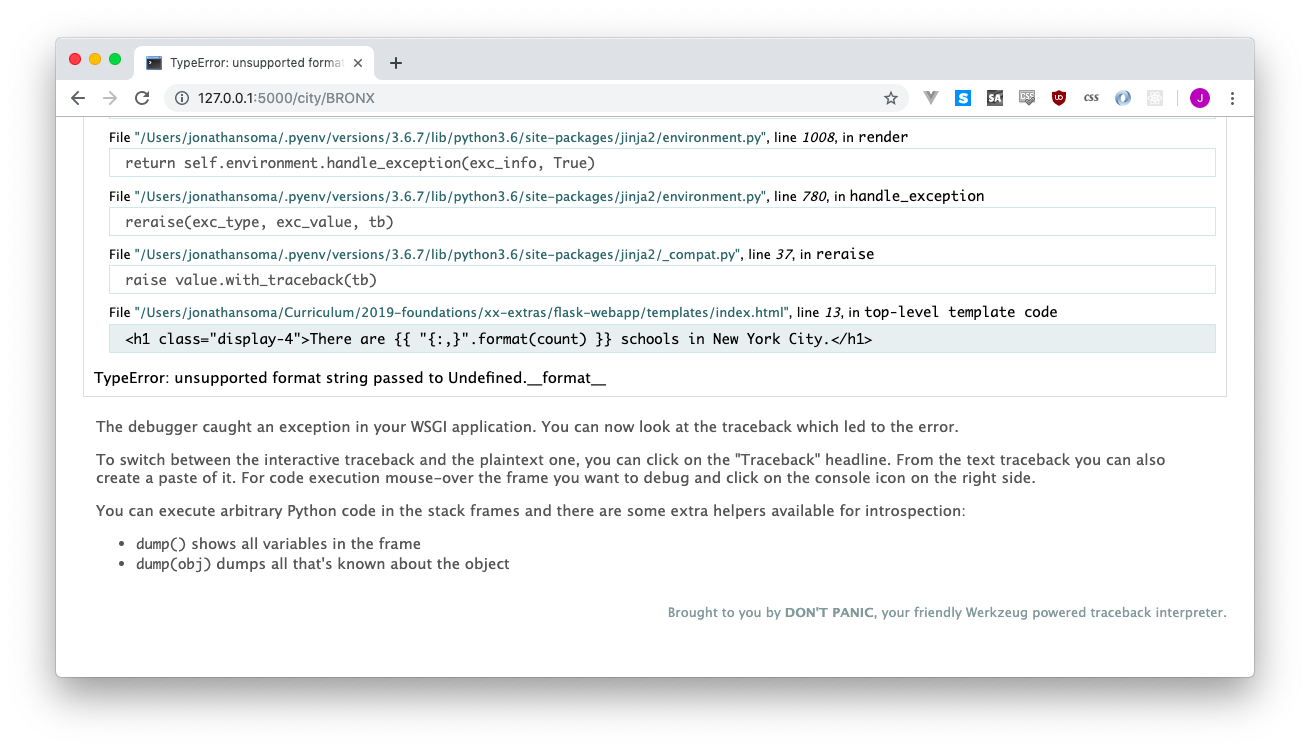 TypeError: unsupported format
127.0.0.1:5000/city/BRONX
S
SA
CSS
UD
CSS
J
File "/Users/jonathansoma/.pyenv/versions/3.6.7/lib/python3.6/site-packages/jinja2/environment.py", line 1008, in render
return self.environment.handle_exception(exc_info, True)
File "/Users/jonathansoma/.pyenv/versions/3.6.7/lib/python3.6/site-packages/jinja2/environment.py", line 780, in handle_exception
reraise(exc_type, exc_value, tb)
File "/Users/jonathansoma/.pyenv/versions/3.6.7/lib/python3.6/site-packages/jinja2/_compat.py", line 37, in reraise
raise value.with_traceback(tb)
File "/Users/jonathansoma/Curriculum/2019-foundations/xx-extras/flask-webapp/templates/index.html", line 13, in top-level template code
<h1 class="display-4">There are {{ "{:,}".format(count) }} schools in New York City.</h1>
TypeError: unsupported format string passed to Undefined.__format__
The debugger caught an exception in your WSGI application. You can now look at the traceback which led to the error.
To switch between the interactive traceback and the plaintext one, you can click on the "Traceback" headline. From the text traceback you can also
create a paste of it. For code execution mouse-over the frame you want to debug and click on the console icon on the right side.
You can execute arbitrary Python code in the stack frames and there are some extra helpers available for introspection:
• dump() shows all variables in the frame
• dump(obj) dumps all that's known about the object
Brought to you by DON'T PANIC, your friendly Werkzeug powered traceback interpreter.